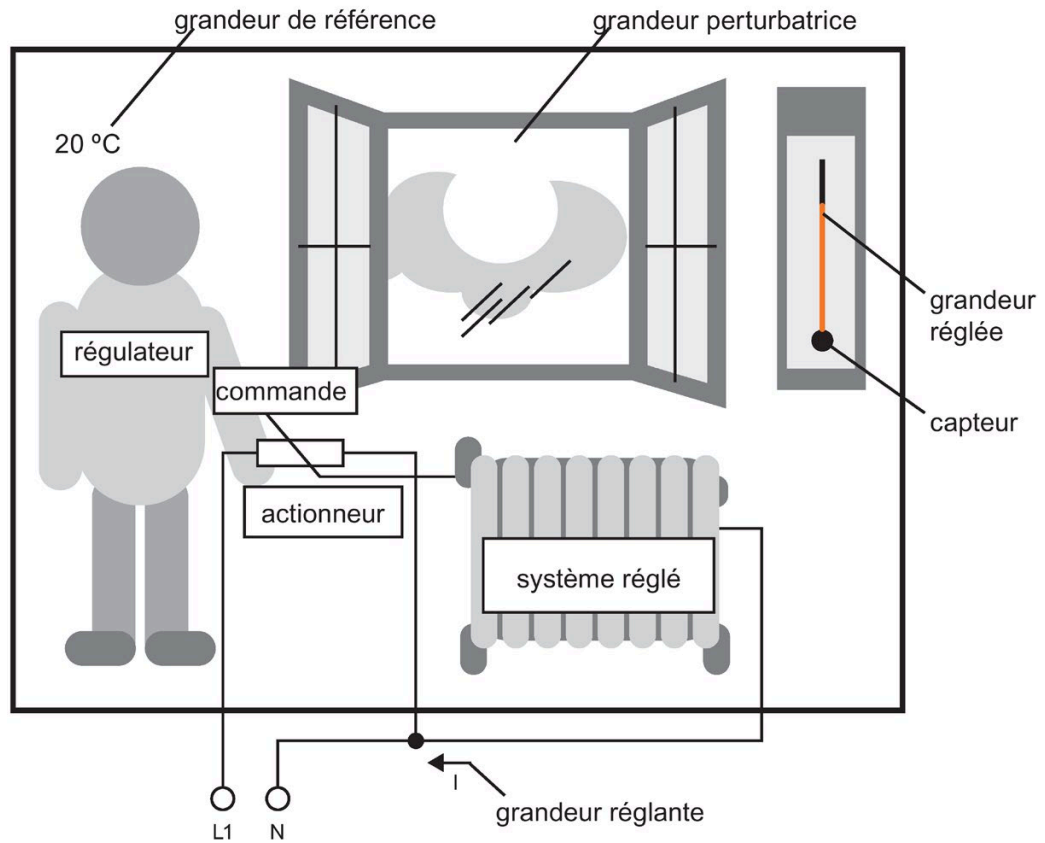 grandeur de référence
grandeur perturbatrice
20 ºC
régulateur
commande
grandeur
réglée
capteur
actionneur
système réglé
I
grandeur réglante
L1
N